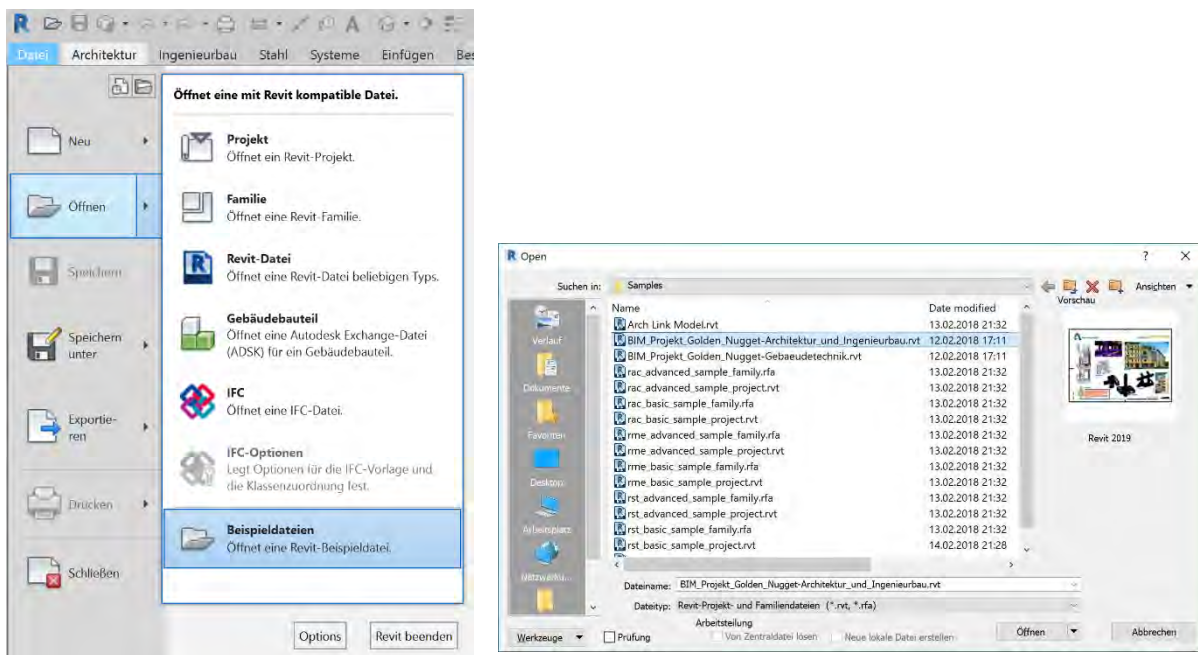 Datei Architektur Ingenieurbau Stahl Systeme Einfügen Bes
Öffnet eine mit Revit kompatible Datei.
Neu
Öffnen
Speichern
Speichern
unter
Exportie-
ren
Drucken
Schließen
Projekt
Öffnet ein Revit-Projekt.
Familie
Öffnet eine Revit-Familie.
Revit-Datei
Öffnet eine Revit-Datei beliebigen Typs.
Gebäudebauteil
Öffnet eine Autodesk Exchange-Datei
(ADSK) für ein Gebäudebauteil.
IFC
Öffnet eine IFC-Datei.
IFC-Optionen
Legt Optionen für die IFC-Vorlage und
die Klassenzuordnung fest.
Beispieldateien
Öffnet eine Revit-Beispieldatei.
Options Revit beenden
Open
Suchen in: Samples Ansichten
Vorschau
Verlauf
Dokumente
Favoriten
Desktop
Arbeitsplatz
Netzwerku...
Name Date modified
Arch Link Model.rvt 13.02.2018 21:32
BIM_Projekt_Golden_Nugget-Architektur_und_Ingenieurbau.rvt 12.02.2018 17:11
BIM_Projekt_Golden_Nugget-Gebaeudetechnik.rvt 12.02.2018 17:11
rac_advanced_sample_family.rfa 13.02.2018 21:32
rac_advanced_sample_project.rvt 13.02.2018 21:32
rac_basic_sample_family.rfa 13.02.2018 21:32
rac_basic_sample_project.rvt 13.02.2018 21:32
rme_advanced_sample_family.rfa 13.02.2018 21:32
rme_advanced_sample_project.rvt 13.02.2018 21:32
rme_basic_sample_family.rfa 13.02.2018 21:32
rme_basic_sample_project.rvt 13.02.2018 21:32
rst_advanced_sample_family.rfa 13.02.2018 21:32
rst_advanced_sample_project.rvt 13.02.2018 21:32
rst_basic_sample_family.rfa 13.02.2018 21:32
rst_basic_sample_project.rvt 14.02.2018 21:28
Revit 2019
Dateiname: BIM_Projekt_Golden_Nugget-Architektur_und_Ingenieurbau.rvt
Dateityp: Revit-Projekt- und Familiendateien (*.rvt, *.rfa)
Arbeitsteilung
Werkzeuge Prüfung Von Zentraldatei lösen Neue lokale Datei erstellen Öffnen Abbrechen